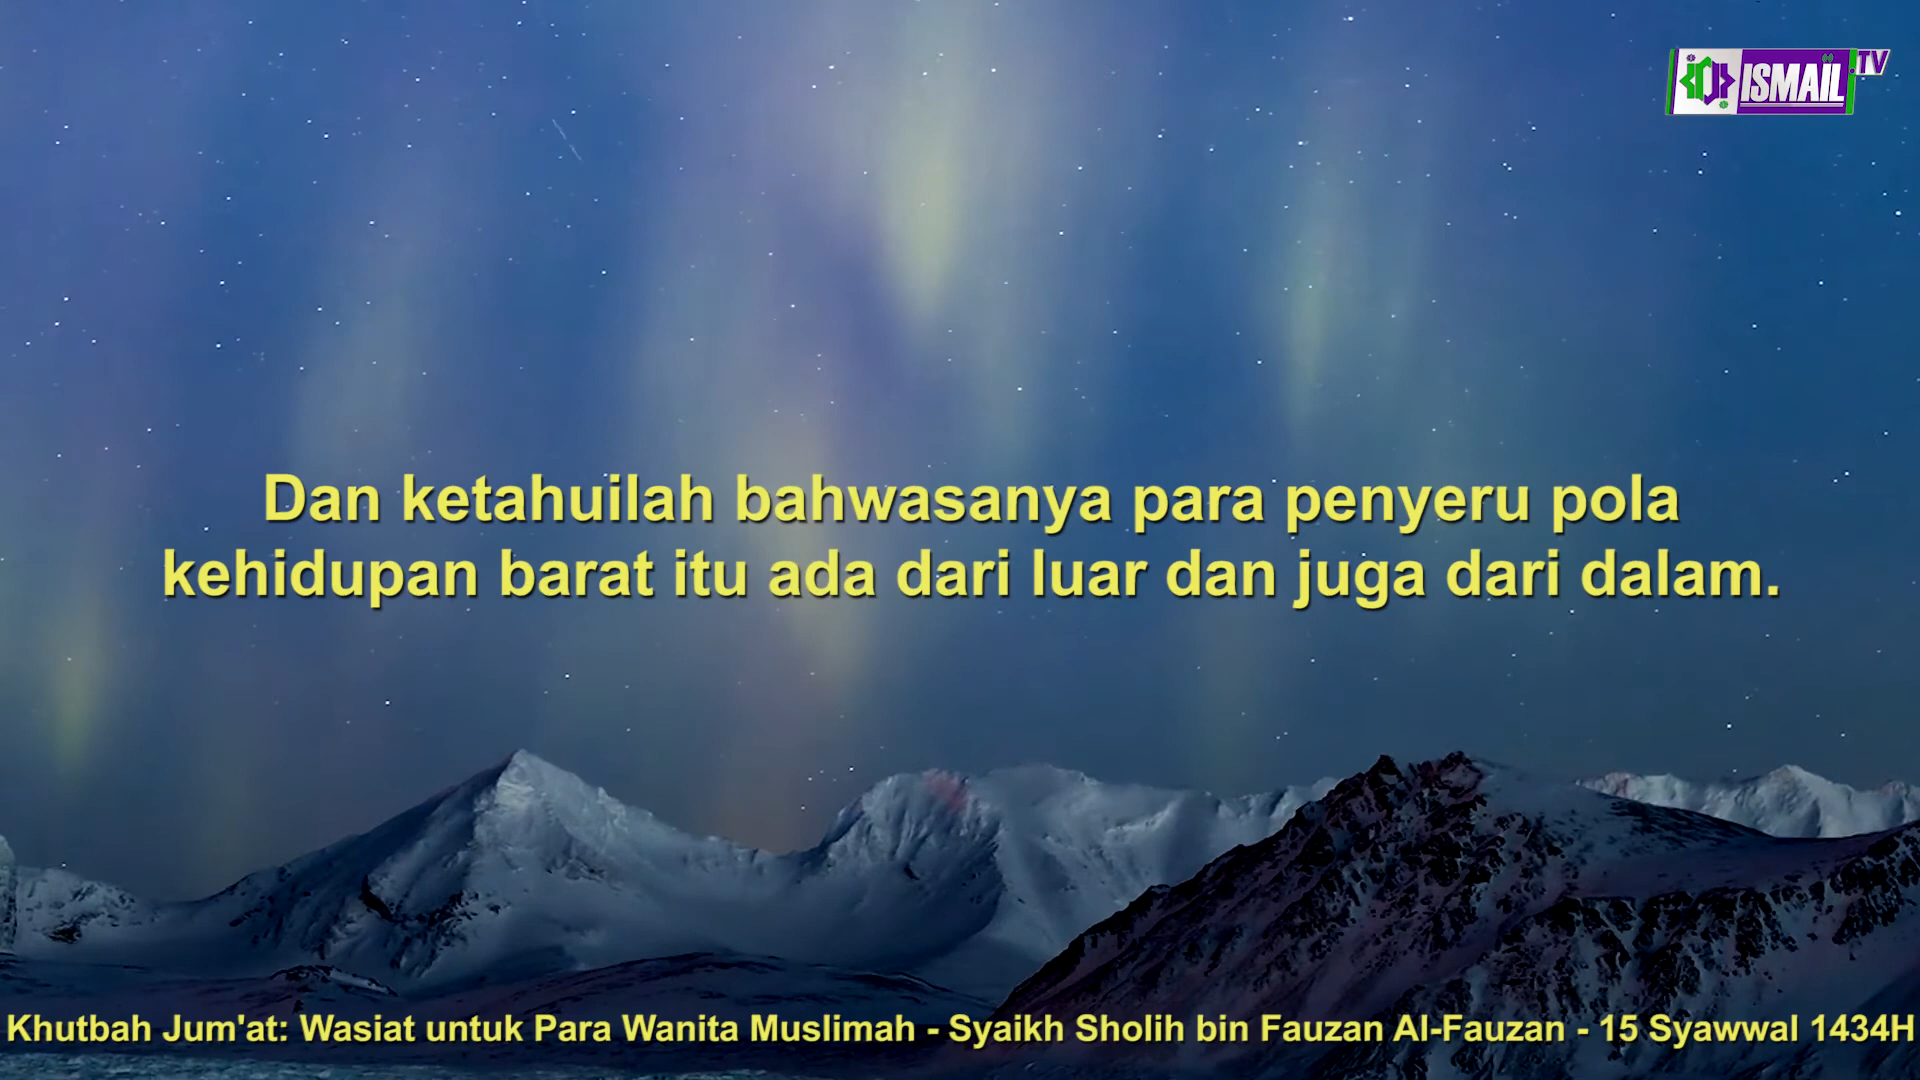 ISMAIL TV
Dan ketahuilah bahwasanya para penyeru pola
kehidupan barat itu ada dari luar dan juga dari dalam.
Khutbah Jum'at: Wasiat untuk Para Wanita Muslimah - Syaikh Sholih bin Fauzan Al-Fauzan - 15 Syawwal 1434H